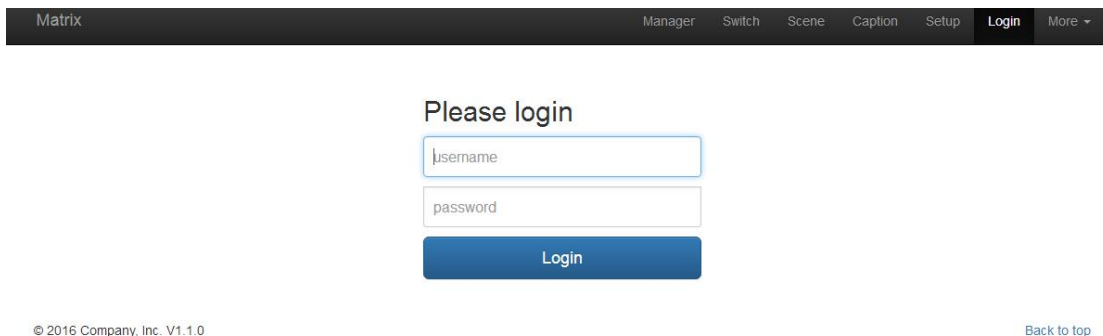 Matrix Manager Switch Scene Caption Setup Login More
Please login
username
password
Login
© 2016 Company, Inc. V1.1.0 Back to top